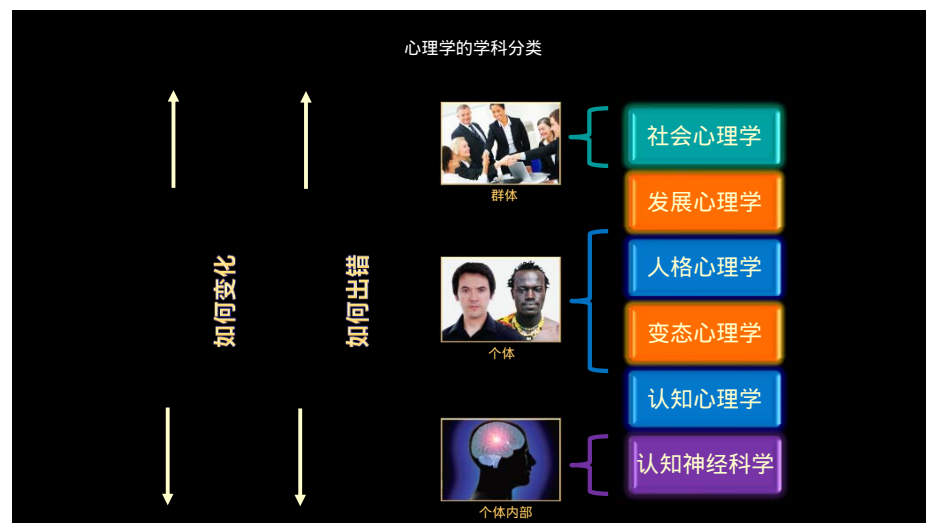 心理学的学科分类
如何变化
如何出错
群体
个体
个体内部
社会心理学
发展心理学
人格心理学
变态心理学
认知心理学
认知神经科学